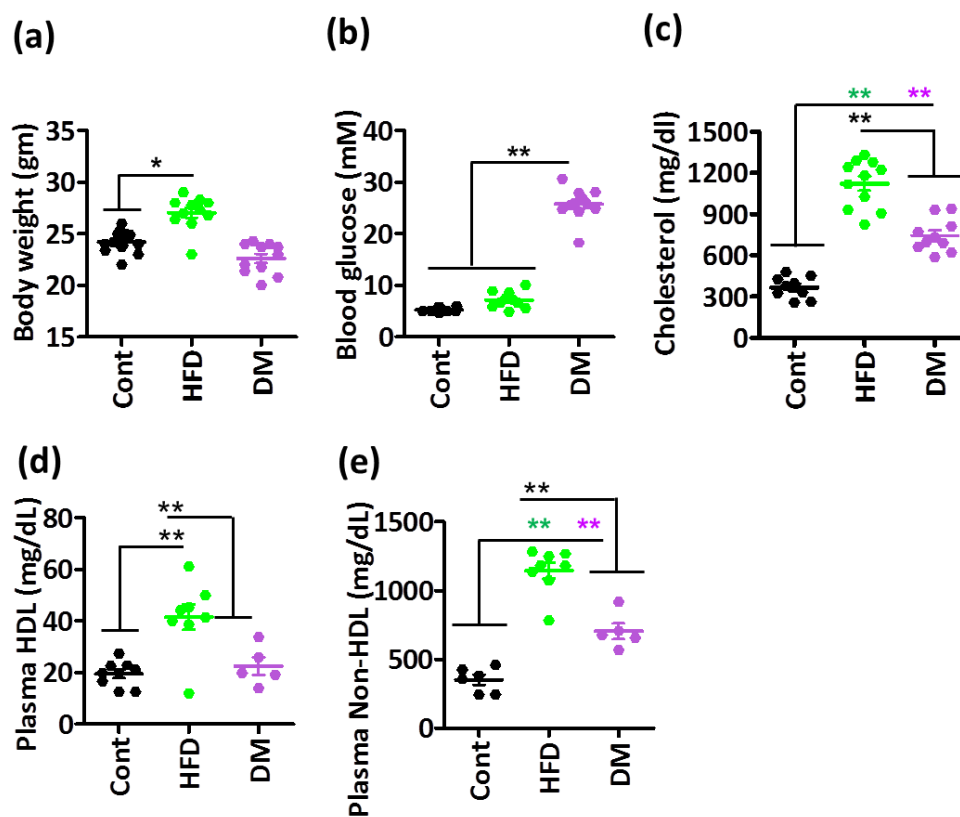 (a)
Body weight (gm)
30
25
20
15
*
Cont
HFD
DM
(b)
Blood glucose (mM)
40
30
20
10
0
**
Cont
HFD
DM
(c)
Cholesterol (mg/dl)
1500
1200
900
600
300
0
** **
**
Cont
HFD
DM
(d)
Plasma HDL (mg/dL)
80
60
40
20
0
**
**
Cont
HFD
DM
(e)
Plasma Non-HDL (mg/dL)
1500
1000
500
0
**
** **
Cont
HFD
DM